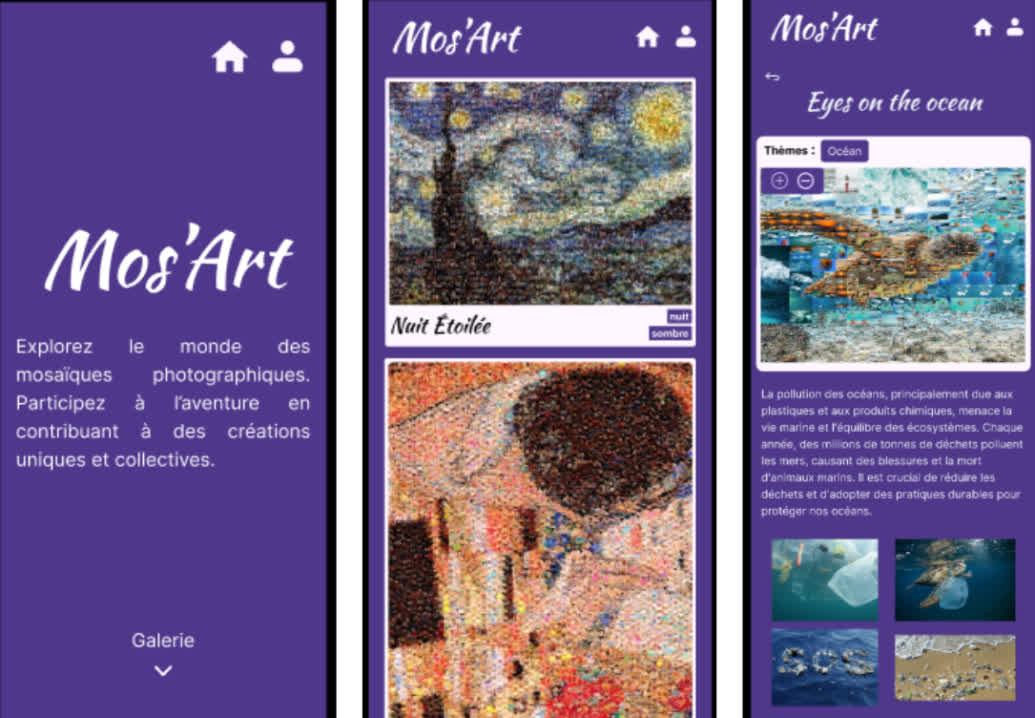 Mos'Art
Explorez le monde des
mosaïques photographiques.
Participez à l'aventure en
contribuant à des créations
uniques et collectives.
Galerie
Mos'Art
Nuit Étoilée
nuit
sombre
Mos'Art
Eyes on the ocean
Thèmes :
Océan
La pollution des océans, principalement due aux
plastiques et aux produits chimiques, menace la
vie marine et l'équilibre des écosystèmes. Chaque
année, des millions de tonnes de déchets polluent
les mers, causant des blessures et la mort
d'animaux marins. Il est crucial de réduire les
déchets et d'adopter des pratiques durables pour
protéger nos océans.
SOS